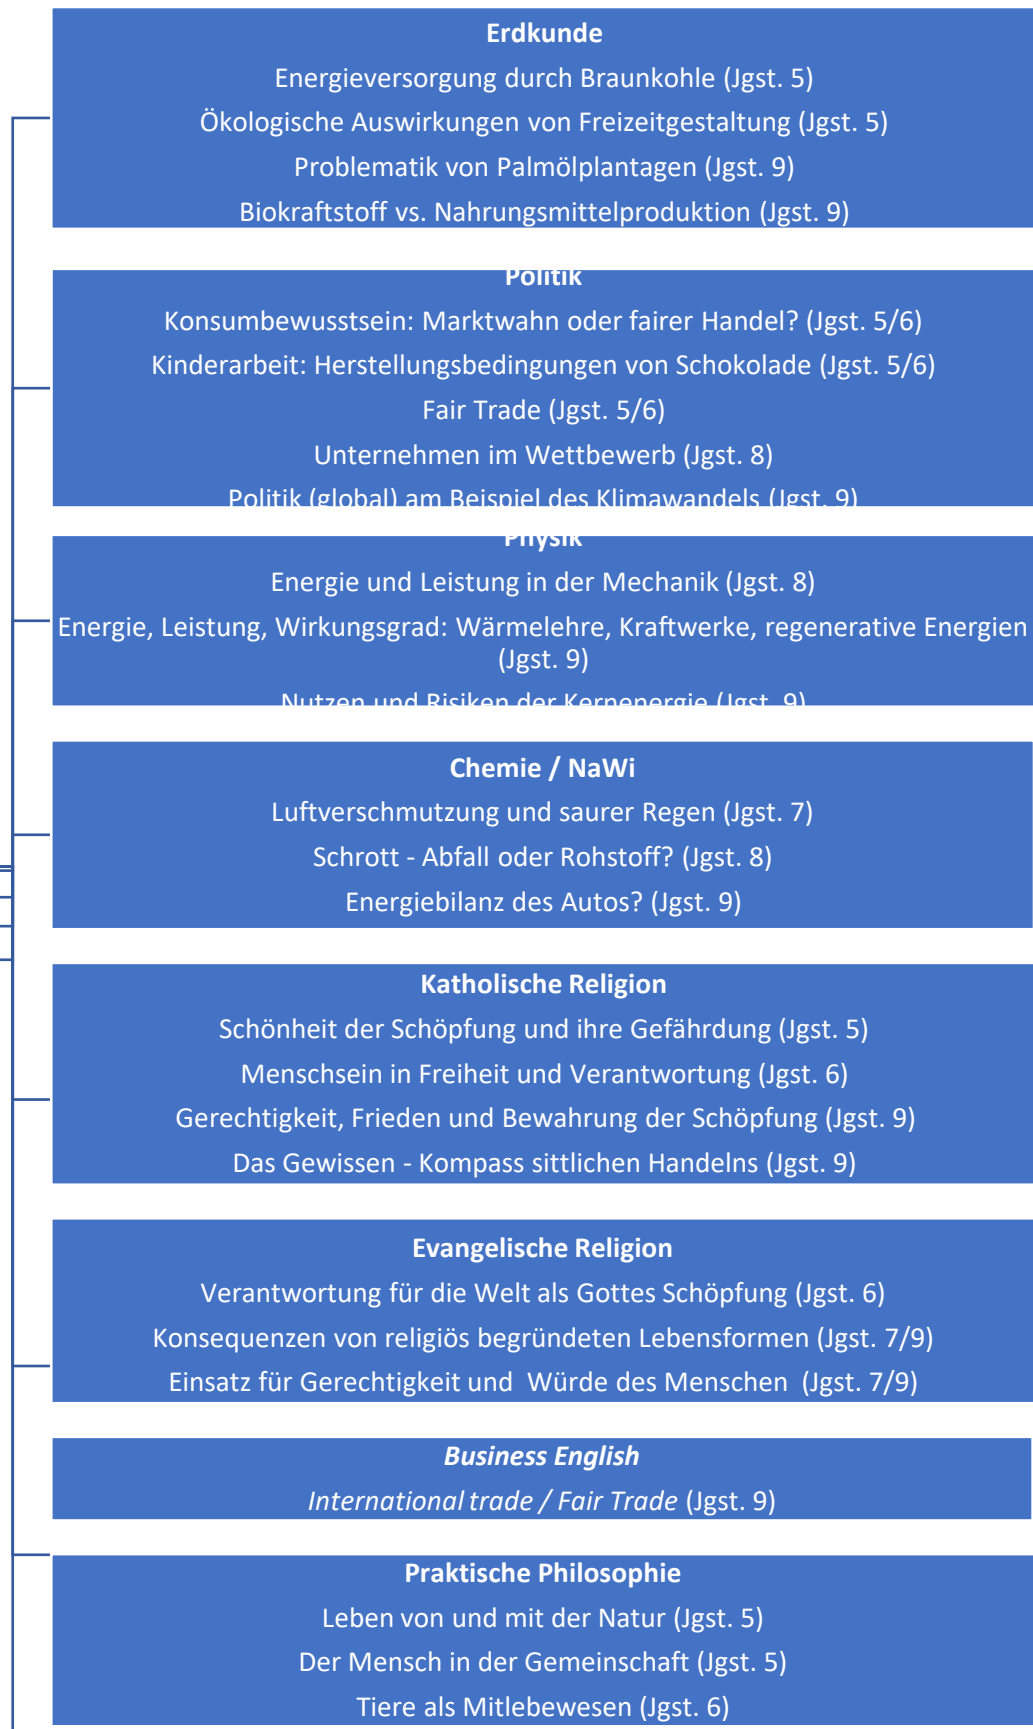 Erdkunde
Energieversorgung durch Braunkohle (Jgst. 5)
Ökologische Auswirkungen von Freizeitgestaltung (Jgst. 5)
Problematik von Palmölplantagen (Jgst. 9)
Biokraftstoff vs. Nahrungsmittelproduktion (Jgst. 9)
Politik
Konsumbewusstsein: Marktwahn oder fairer Handel? (Jgst. 5/6)
Kinderarbeit: Herstellungsbedingungen von Schokolade (Jgst. 5/6)
Fair Trade (Jgst. 5/6)
Unternehmen im Wettbewerb (Jgst. 8)
Politik (global) am Beispiel des Klimawandels (Jgst. 9)
Physik
Energie und Leistung in der Mechanik (Jgst. 8)
Energie, Leistung, Wirkungsgrad: Wärmelehre, Kraftwerke, regenerative Energien
(Jgst. 9)
Nutzen und Risiken der Kernenergie (Jgst. 9)
Chemie / NaWi
Luftverschmutzung und saurer Regen (Jgst. 7)
Schrott - Abfall oder Rohstoff? (Jgst. 8)
Energiebilanz des Autos? (Jgst. 9)
Katholische Religion
Schönheit der Schöpfung und ihre Gefährdung (Jgst. 5)
Menschsein in Freiheit und Verantwortung (Jgst. 6)
Gerechtigkeit, Frieden und Bewahrung der Schöpfung (Jgst. 9)
Das Gewissen - Kompass sittlichen Handelns (Jgst. 9)
Evangelische Religion
Verantwortung für die Welt als Gottes Schöpfung (Jgst. 6)
Konsequenzen von religiös begründeten Lebensformen (Jgst. 7/9)
Einsatz für Gerechtigkeit und Würde des Menschen (Jgst. 7/9)
Business English
International trade / Fair Trade (Jgst. 9)
Praktische Philosophie
Leben von und mit der Natur (Jgst. 5)
Der Mensch in der Gemeinschaft (Jgst. 5)
Tiere als Mitlebewesen (Jgst. 6)